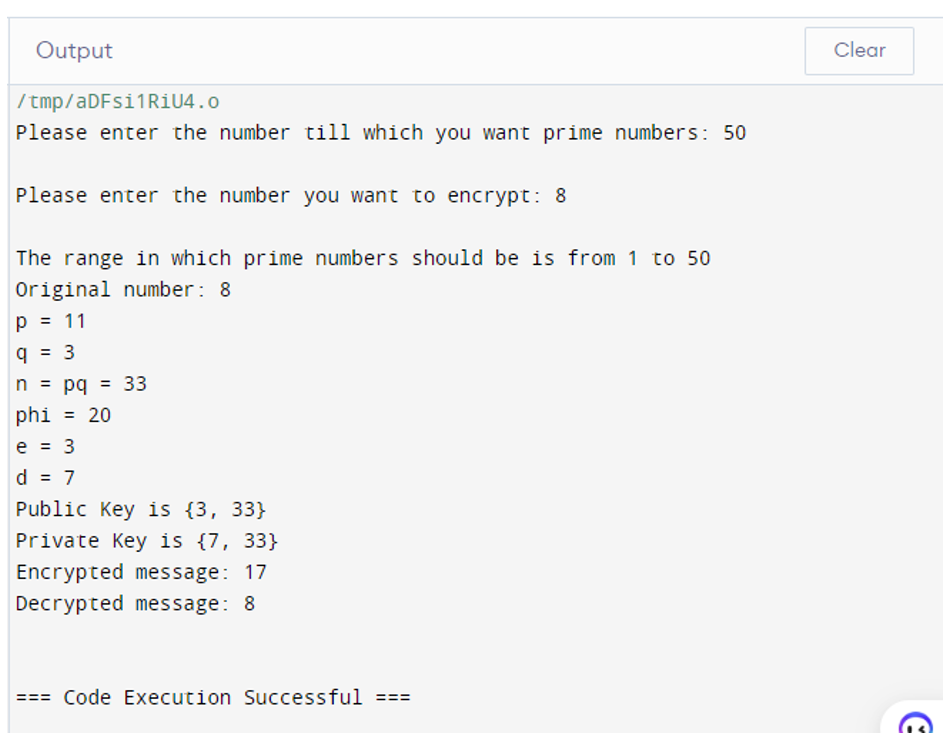 Output
Clear
/tmp/aDFsi1RiU4.o
Please enter the number till which you want prime numbers: 50
Please enter the number you want to encrypt: 8
The range in which prime numbers should be is from 1 to 50
Original number: 8
p = 11
q = 3
n = pq = 33
phi = 20
e = 3
d = 7
Public Key is {3, 33}
Private Key is {7, 33}
Encrypted message: 17
Decrypted message: 8
=== Code Execution Successful ===